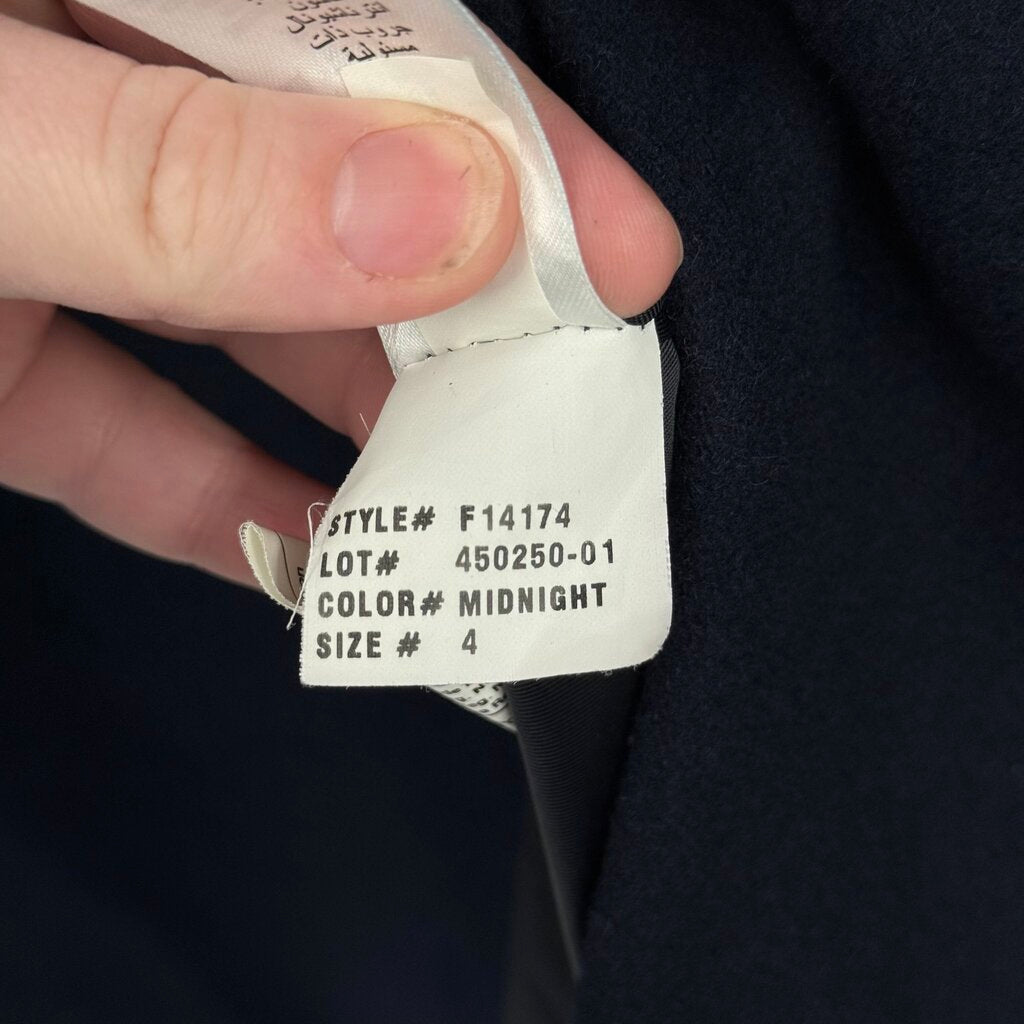 STYLE# F14174
LOT# 450250-01
COLOR# MIDNIGHT
SIZE # 4